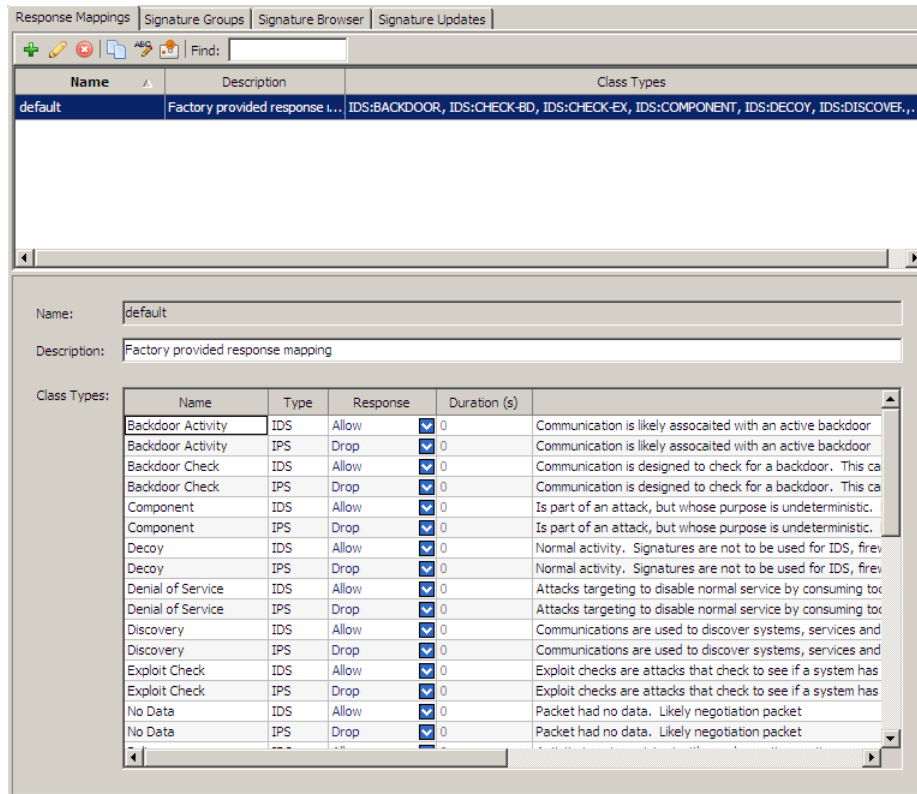 Response Mappings Signature Groups Signature Browser Signature Updates
ABC Find:
Name Description Class Types
default Factory provided response ... IDS:BACKDOOR, IDS:CHECK-BD, IDS:CHECK-EX, IDS:COMPONENT, IDS:DECOY, IDS:DISCOVER.,.
Name: default
Description: Factory provided response mapping
Class Types:
Name Type Response Duration (s)
Backdoor Activity IDS Allow 0 Communication is likely assocaited with an active backdoor
Backdoor Activity IPS Drop 0 Communication is likely assocaited with an active backdoor
Backdoor Check IDS Allow 0 Communication is designed to check for a backdoor. This ca
Backdoor Check IPS Drop 0 Communication is designed to check for a backdoor. This ca
Component IDS Allow 0 Is part of an attack, but whose purpose is undeterministic.
Component IPS Drop 0 Is part of an attack, but whose purpose is undeterministic.
Decoy IDS Allow 0 Normal activity. Signatures are not to be used for IDS, firew
Decoy IPS Drop 0 Normal activity. Signatures are not to be used for IDS, firew
Denial of Service IDS Allow 0 Attacks targeting to disable normal service by consuming too
Denial of Service IPS Drop 0 Attacks targeting to disable normal service by consuming too
Discovery IDS Allow 0 Communications are used to discover systems, services and
Discovery IPS Drop 0 Communications are used to discover systems, services and
Exploit Check IDS Allow 0 Exploit checks are attacks that check to see if a system has
Exploit Check IPS Drop 0 Exploit checks are attacks that check to see if a system has
No Data IDS Allow 0 Packet had no data. Likely negotiation packet
No Data IPS Drop 0 Packet had no data. Likely negotiation packet